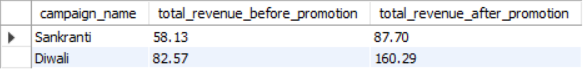 campaign_name total_revenue_before_promotion total_revenue_after_promotion
Sankranti 58.13 87.70
Diwali 82.57 160.29